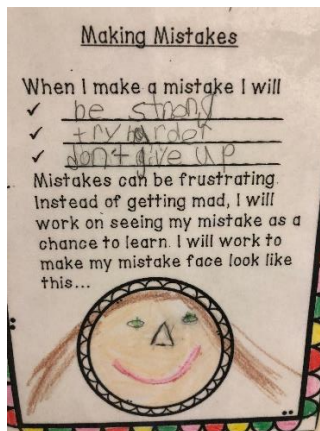 Making Mistakes
When I make a mistake I will
✓ be strong
✓ try harder
✓ don't give up
Mistakes can be frustrating.
Instead of getting mad, I will
work on seeing my mistake as a
chance to learn. I will work to
make my mistake face look like
this...